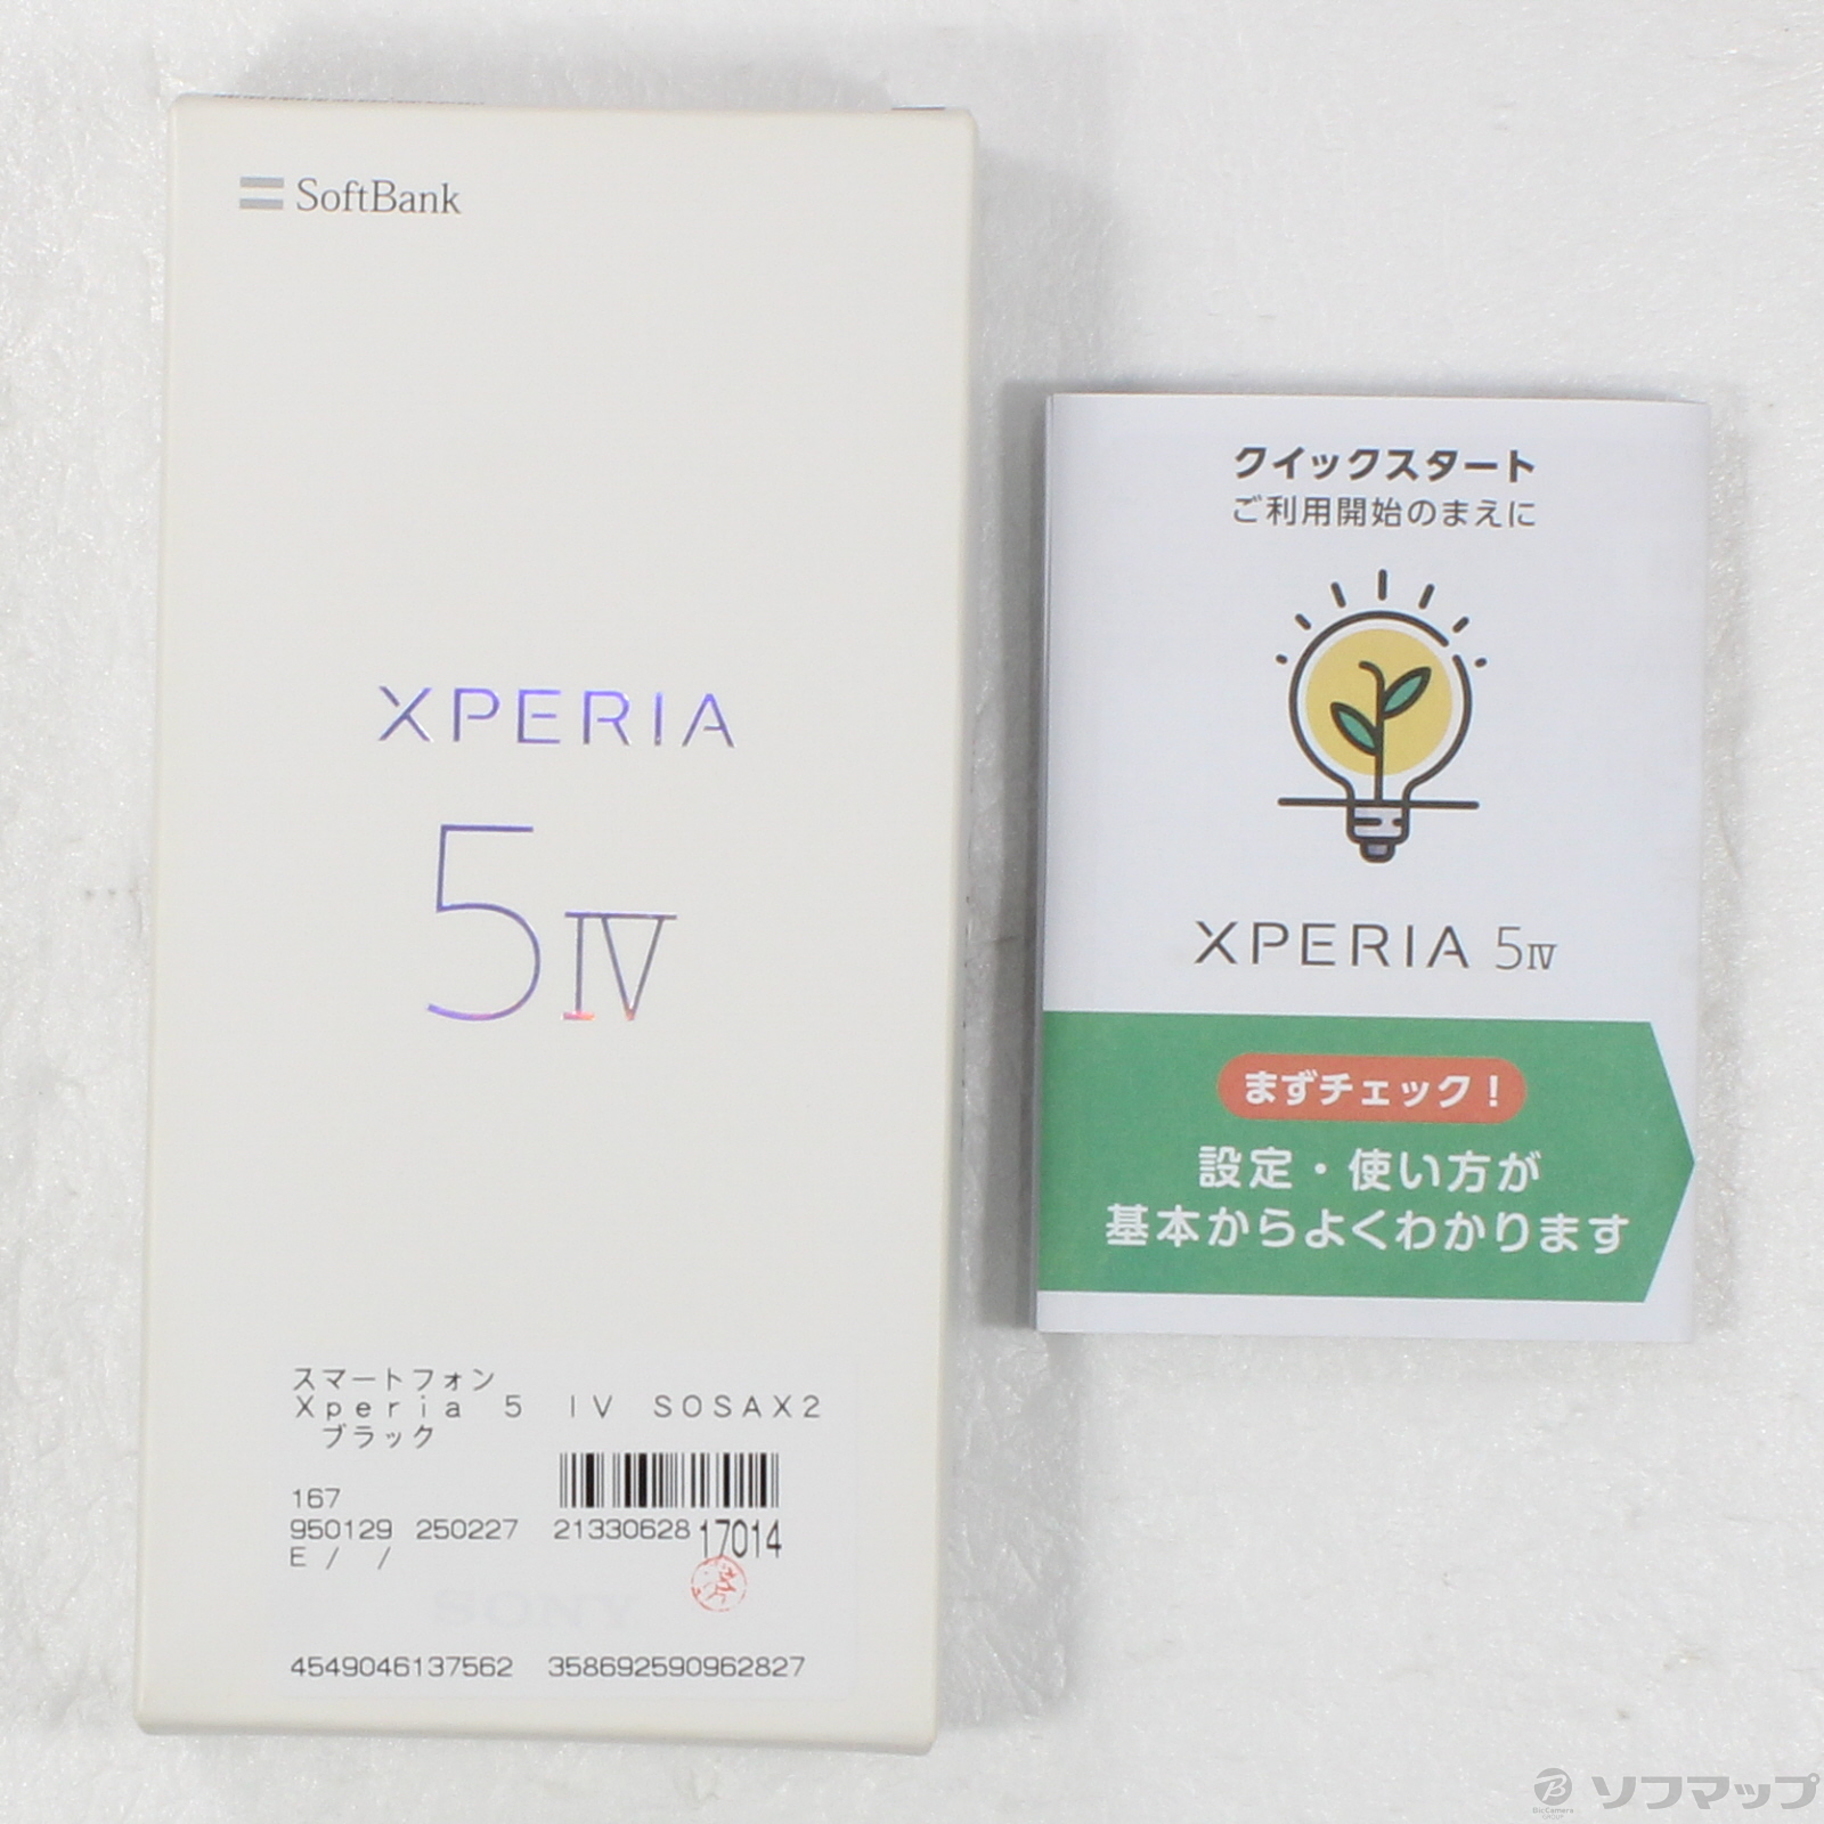 SoftBank
XPERIA
5IV
スマートフォン
Xperia 5 IV SOSAX2
ブラック
167
950129 250227 21330628 17014
E / /
SONY
4549046137562 358692590962827
クイックスタート
ご利用開始のまえに
XPERIA 5IV
まずチェック!
設定・使い方が
基本からよくわかります
BicCamera
GROUP
ソフマップ